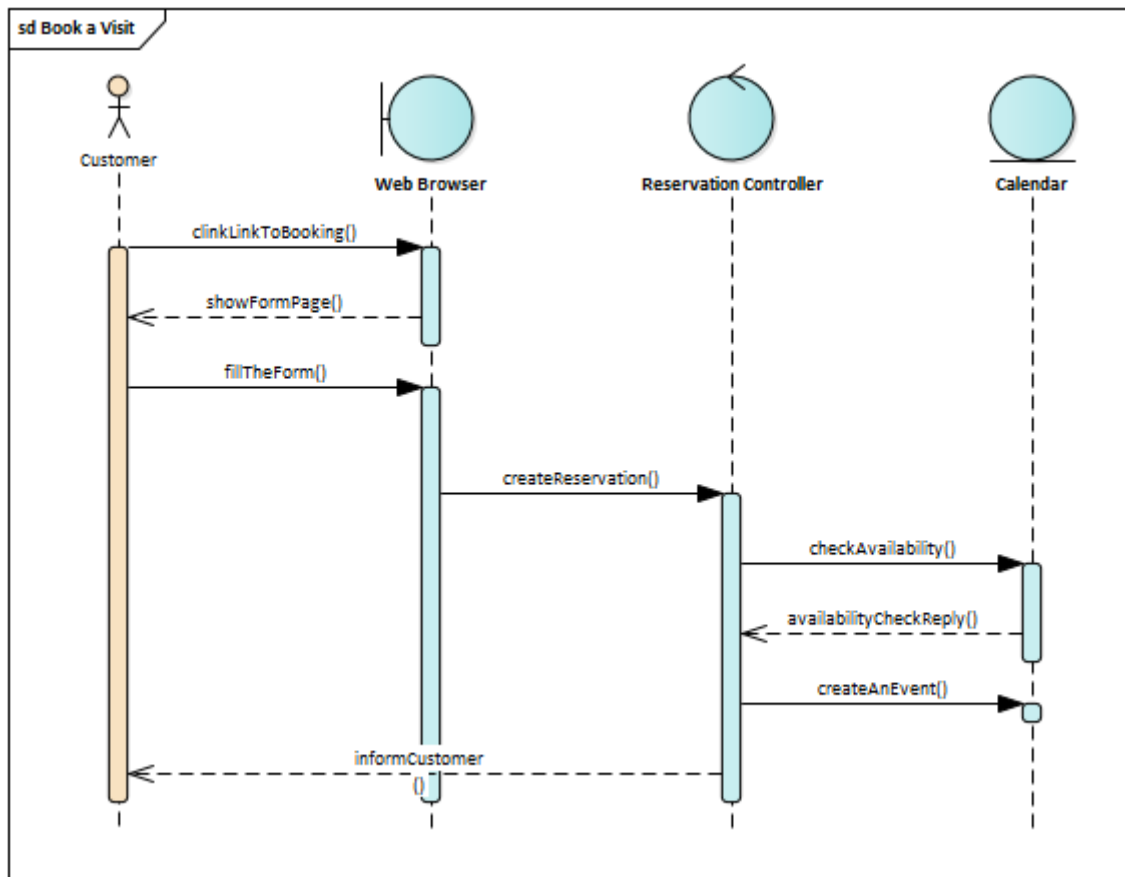 sd Book a Visit
Customer
Web Browser
Reservation Controller
Calendar
clinkLinkToBooking()
showFormPage()
fillTheForm()
createReservation()
checkAvailability()
availabilityCheckReply()
createAnEvent()
informCustomer
()